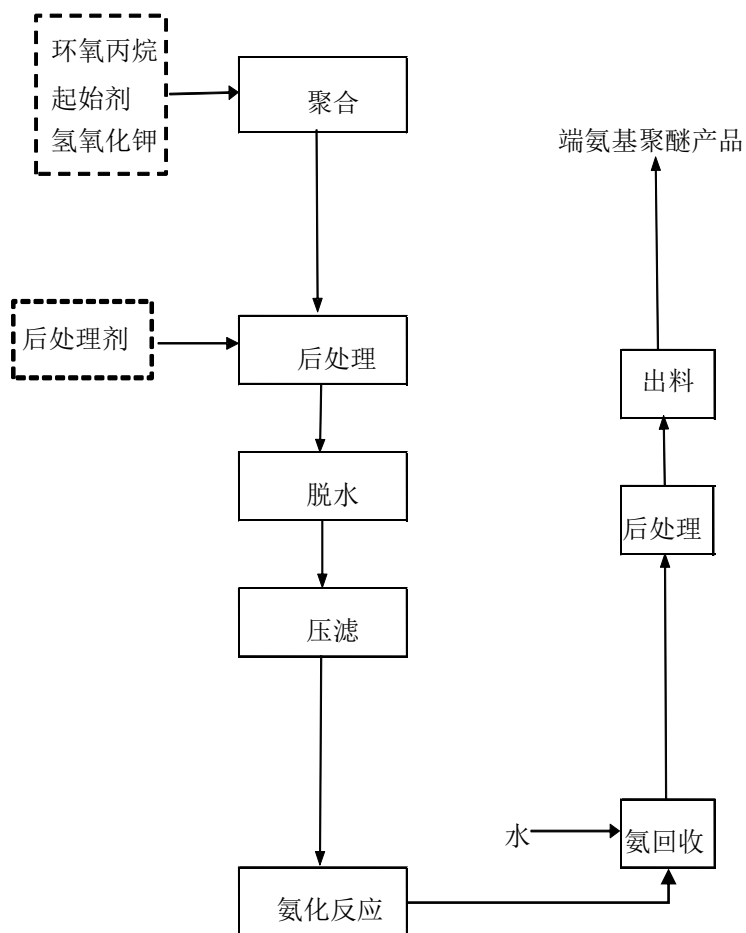 环氧丙烷
起始剂
氢氧化钾
聚合
端氨基聚醚产品
后处理剂
后处理
出料
脱水
后处理
压滤
水
氨回收
氨化反应